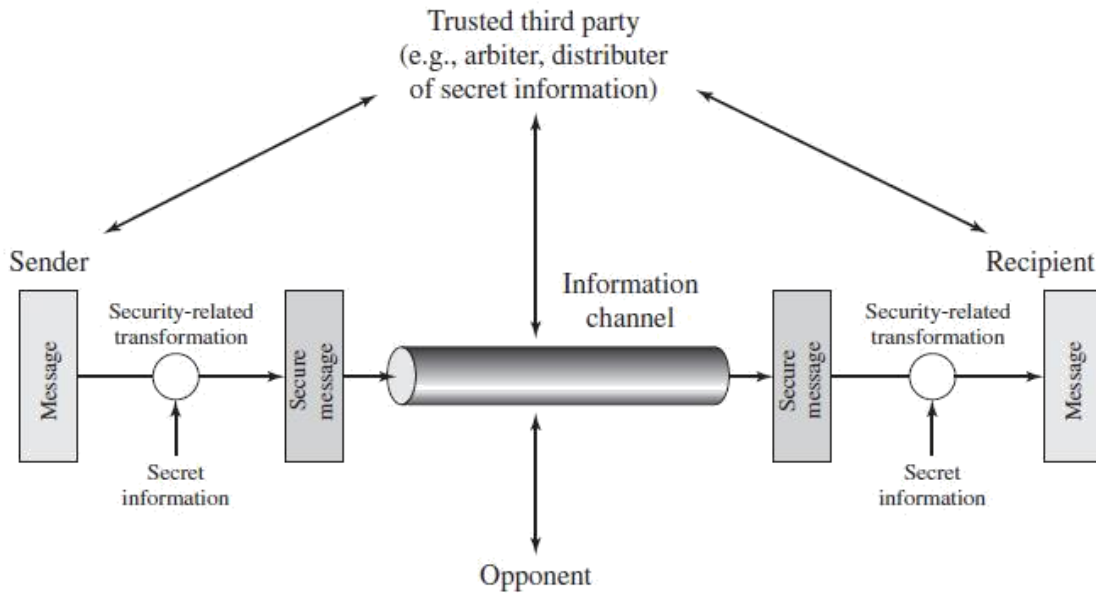 Trusted third party
(e.g., arbiter, distributer
of secret information)
Sender
Recipient
Information
channel
Security-related
transformation
Security-related
transformation
Message
Secure
message
Secure
message
Message
Secret
information
Secret
information
Opponent